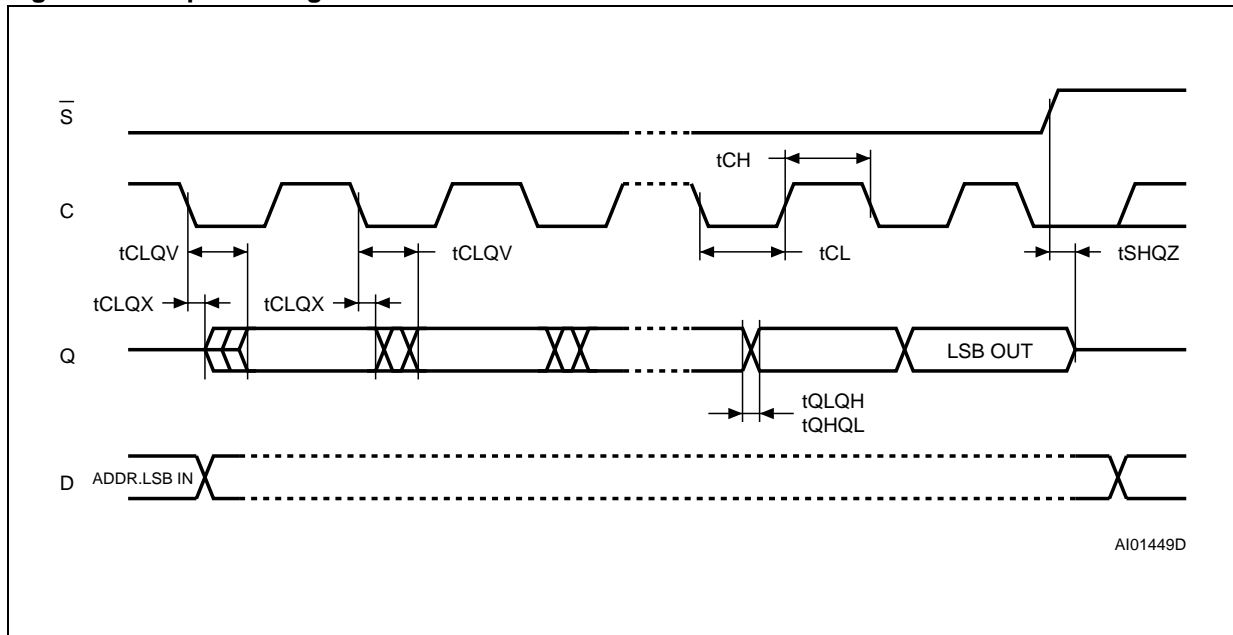 S
tCH
C
tCLQV
tCLQV
tCL
tSHQZ
tCLQX
tCLQX
Q
LSB OUT
tQLQH
tQHQL
D
ADDR.LSB IN
AI01449D